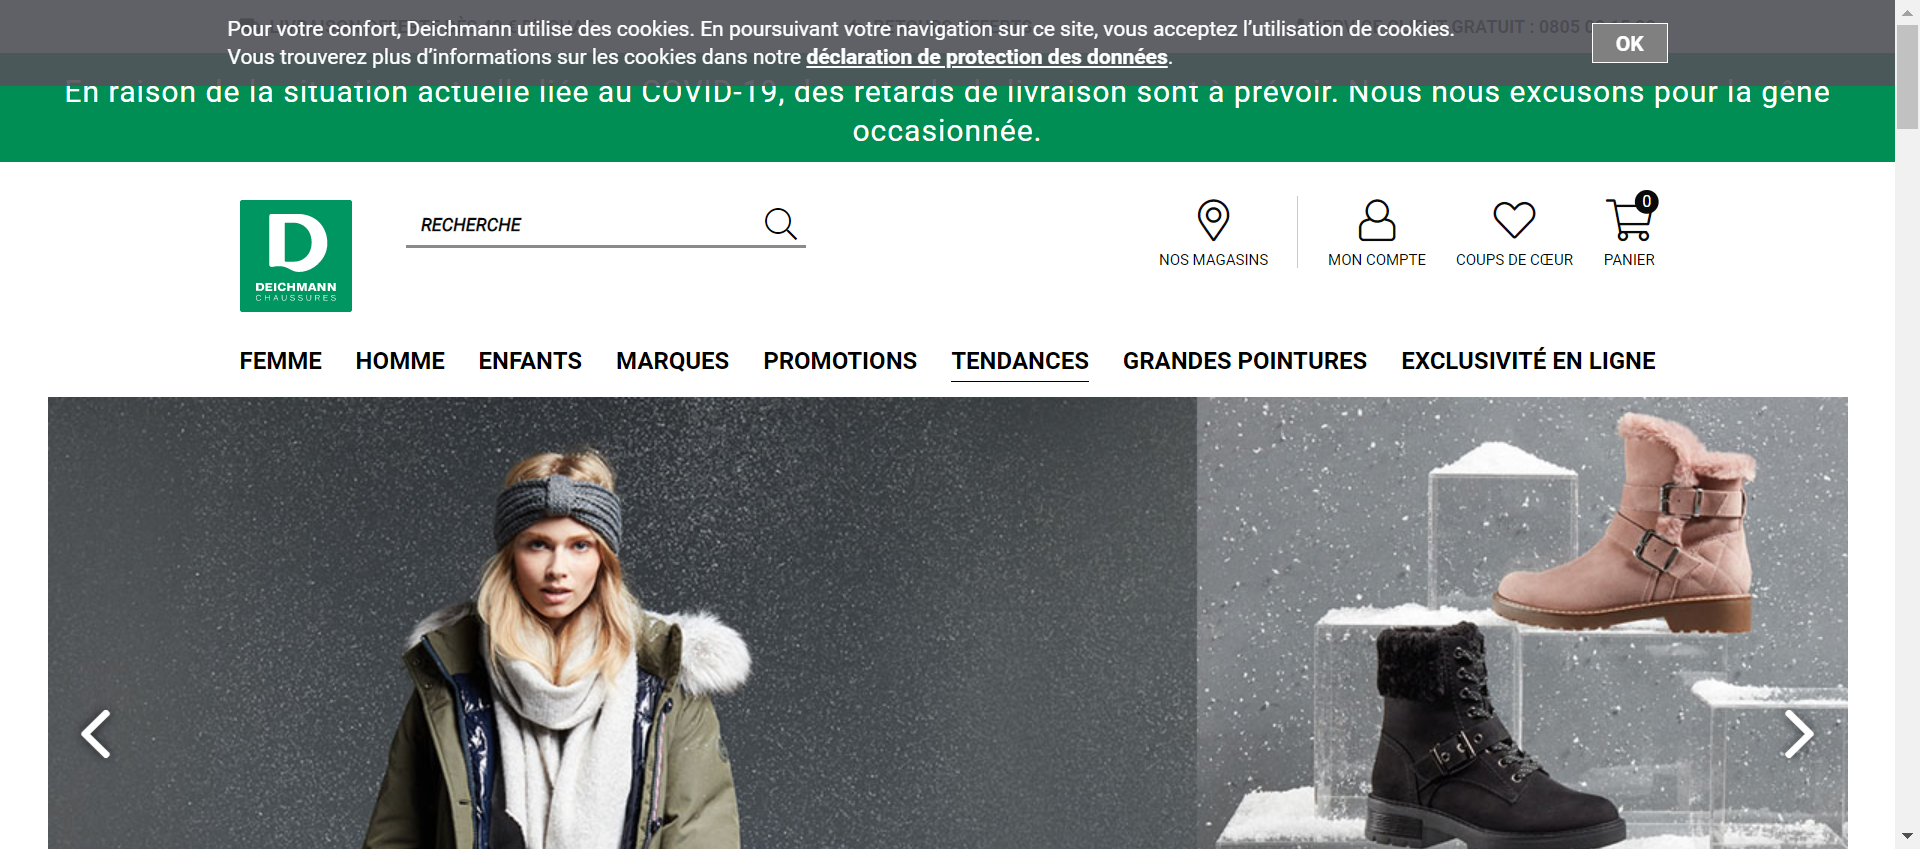 Pour votre confort, Deichmann utilise des cookies. En poursuivant votre navigation sur ce site, vous acceptez l’utilisation de cookies.
Vous trouverez plus d’informations sur les cookies dans notre déclaration de protection des données.
OK
En raison de la situation actuelle liée au COVID-19, des retards de livraison sont à prévoir. Nous nous excusons pour la gêne
occasionnée.
DEICHMANN
CHAUSSURES
RECHERCHE
NOS MAGASINS
MON COMPTE
COUPS DE CŒUR
0
PANIER
FEMME HOMME ENFANTS MARQUES PROMOTIONS TENDANCES GRANDES POINTURES EXCLUSIVITÉ EN LIGNE